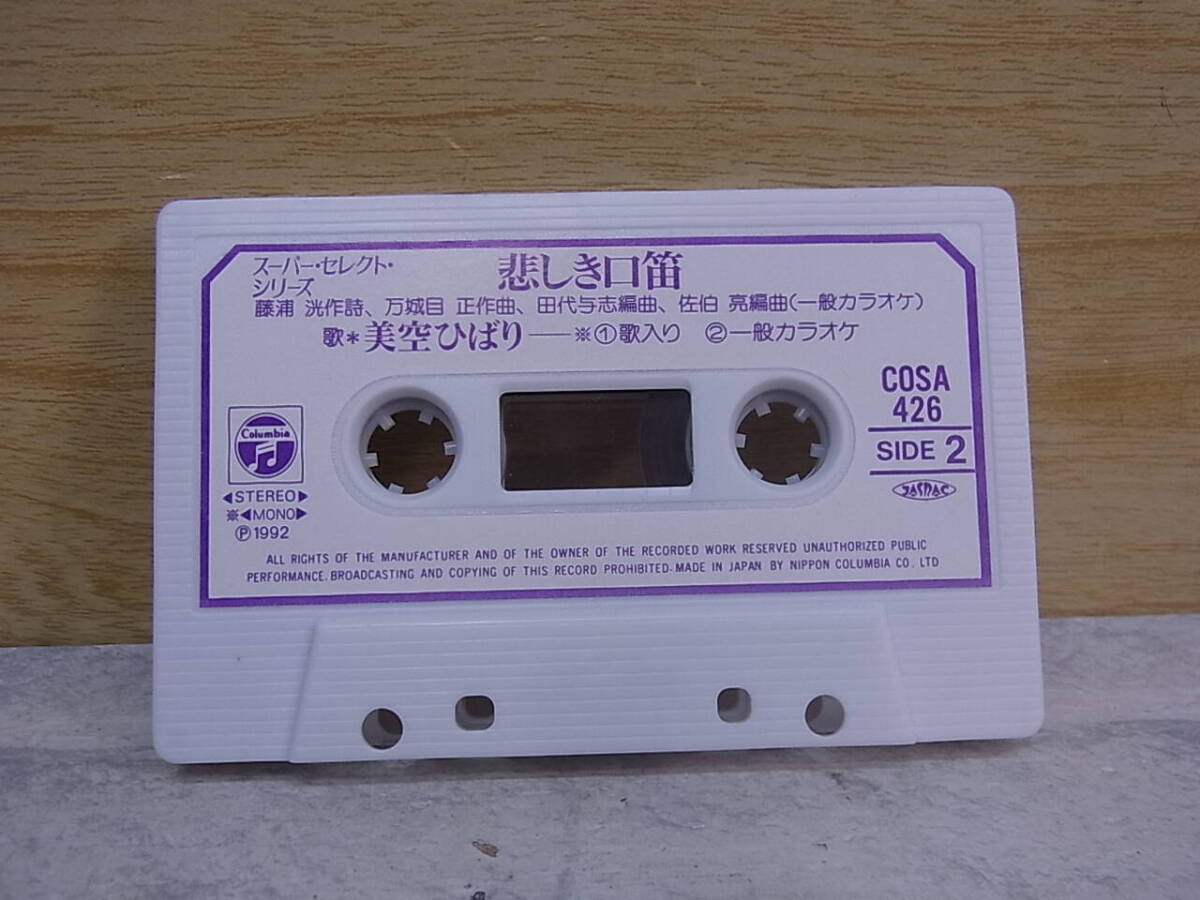 スーパー・セレクト・
シリーズ
悲しき口笛
藤浦 洸作詩、万城目 正作曲、田代与志編曲、佐伯 亮編曲(一般カラオケ)
歌*美空ひばり――※①歌入り ②一般カラオケ
COSA
426
SIDE 2
JASRAC
Columbia
◀STEREO▶
※◀MONO▶
Ⓟ1992
ALL RIGHTS OF THE MANUFACTURER AND OF THE OWNER OF THE RECORDED WORK RESERVED UNAUTHORIZED PUBLIC
PERFORMANCE. BROADCASTING AND COPYING OF THIS RECORD PROHIBITED-MADE IN JAPAN BY NIPPON COLUMBIA CO., LTD